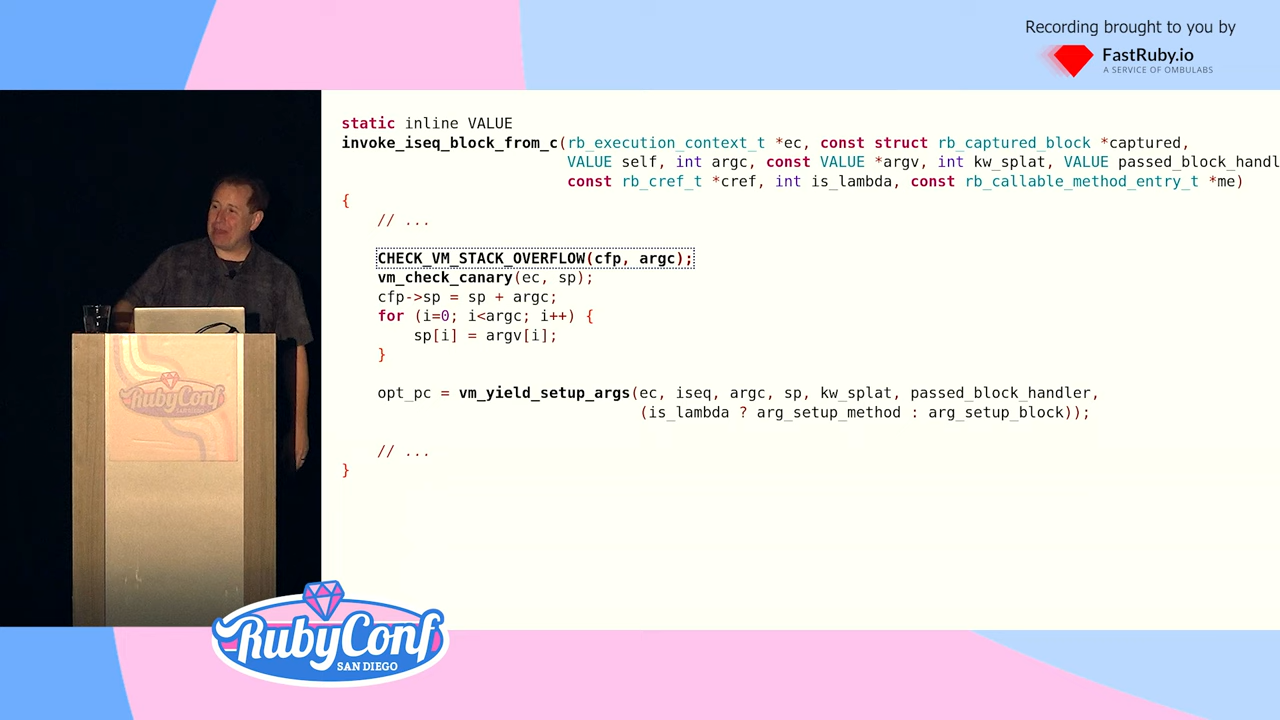 Recording brought to you by
FastRuby.io
A SERVICE OF OMBULABS
static inline VALUE
invoke_iseq_block_from_c(rb_execution_context_t *ec, const struct rb_captured_block *captured,
VALUE self, int argc, const VALUE *argv, int kw_splat, VALUE passed_block_handl
const rb_cref_t *cref, int is_lambda, const rb_callable_method_entry_t *me)
{
// ...
CHECK_VM_STACK_OVERFLOW(cfp, argc);
vm_check_canary(ec, sp);
cfp->sp = sp + argc;
for (i=0; i<argc; i++) {
sp[i] = argv[i];
}
opt_pc = vm_yield_setup_args(ec, iseq, argc, sp, kw_splat, passed_block_handler,
(is_lambda ? arg_setup_method : arg_setup_block));
// ...
}
RubyConf
SAN DIEGO
RubyConf
SAN DIEGO